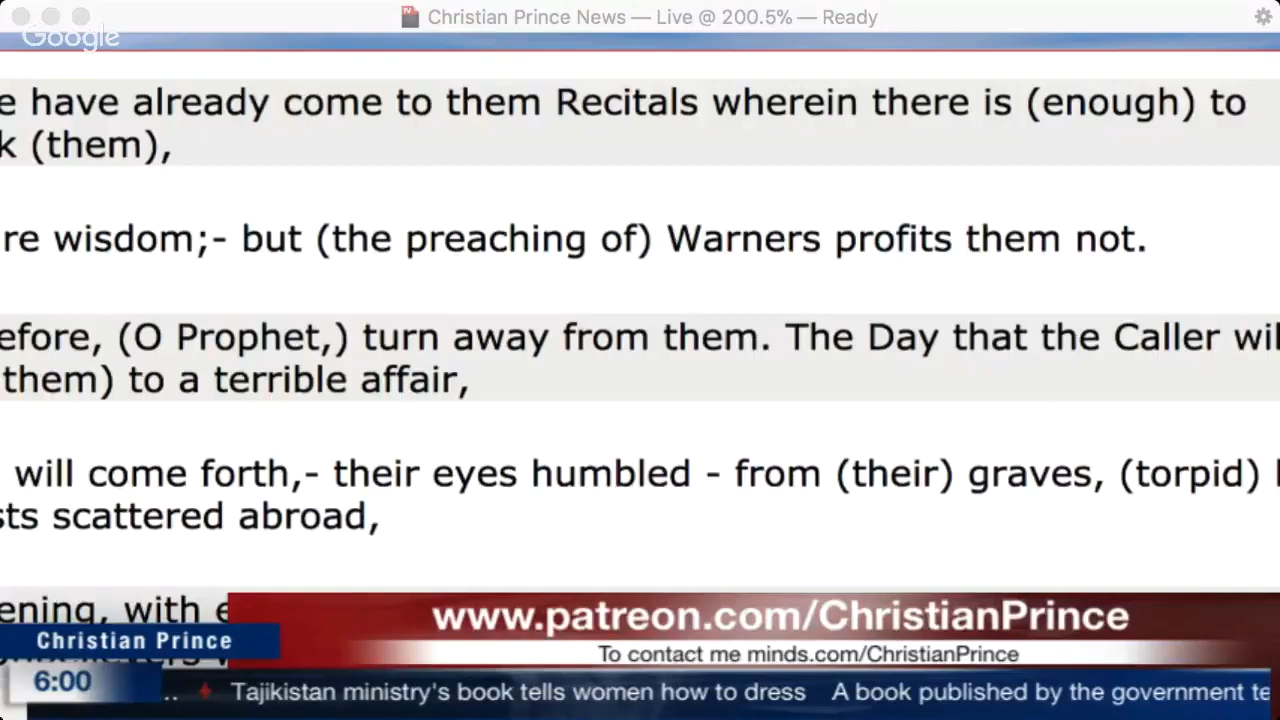 Christian Prince News — Live @ 200.5% — Ready
Google
e have already come to them Recitals wherein there is (enough) to
k (them),
re wisdom;- but (the preaching of) Warners profits them not.
efore, (O Prophet,) turn away from them. The Day that the Caller wil
them) to a terrible affair,
will come forth,- their eyes humbled - from (their) graves, (torpid) l
sts scattered abroad,
ening, with e
www.patreon.com/ChristianPrince
Christian Prince
To contact me minds.com/ChristianPrince
6:00
.. Tajikistan ministry's book tells women how to dress A book published by the government te